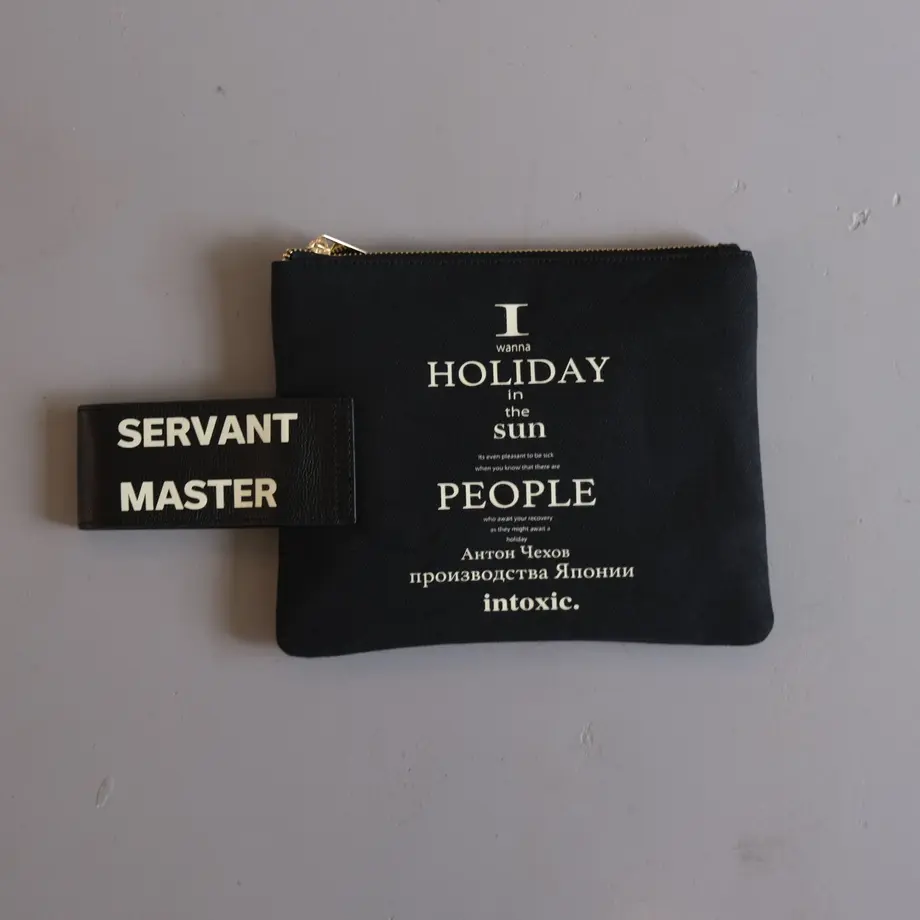 SERVANT
MASTER
I
wanna
HOLIDAY
in
the
sun
Its even pleasant to be sick
when you know that there are
PEOPLE
who await your recovery
as they might await a
holiday
Антон Чехов
производства Японии
intoxic.